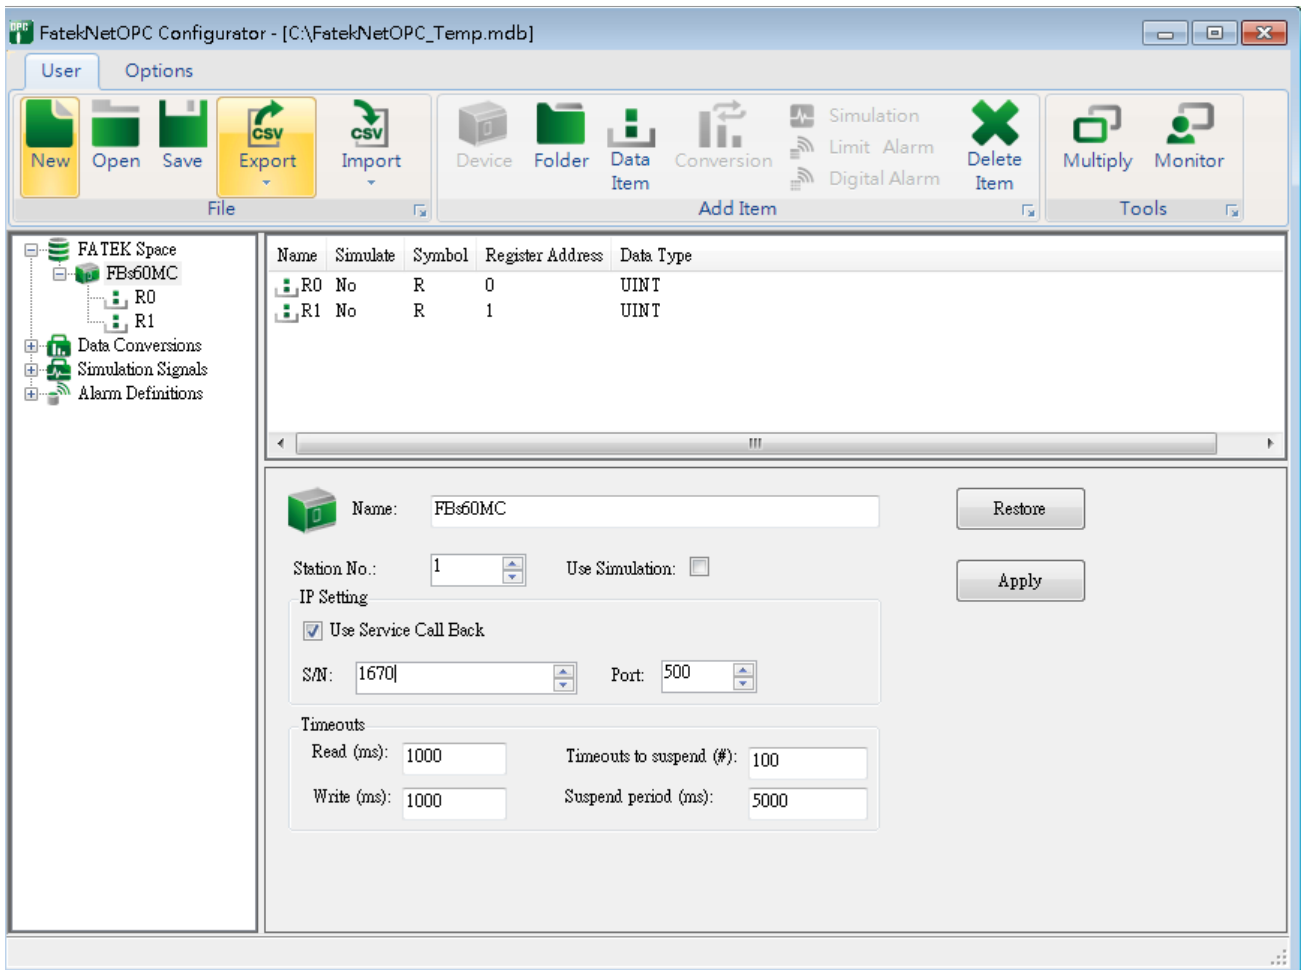 OPC FatekNetOPC Configurator - [C:\FatekNetOPC_Temp.mdb]
User Options
New Open Save CSV Export CSV Import
File
Device Folder Data Item Conversion
Simulation
Limit Alarm
Digital Alarm
Delete Item
Add Item
Multiply Monitor
Tools
FATEK Space
FBs60MC
R0
R1
Data Conversions
Simulation Signals
Alarm Definitions
Name Simulate Symbol Register Address Data Type
R0 No R 0 UINT
R1 No R 1 UINT
Name: FBs60MC Restore
Station No.: 1 Use Simulation: Apply
IP Setting
Use Service Call Back
S/N: 1670 Port: 500
Timeouts
Read (ms): 1000 Timeouts to suspend (#): 100
Write (ms): 1000 Suspend period (ms): 5000